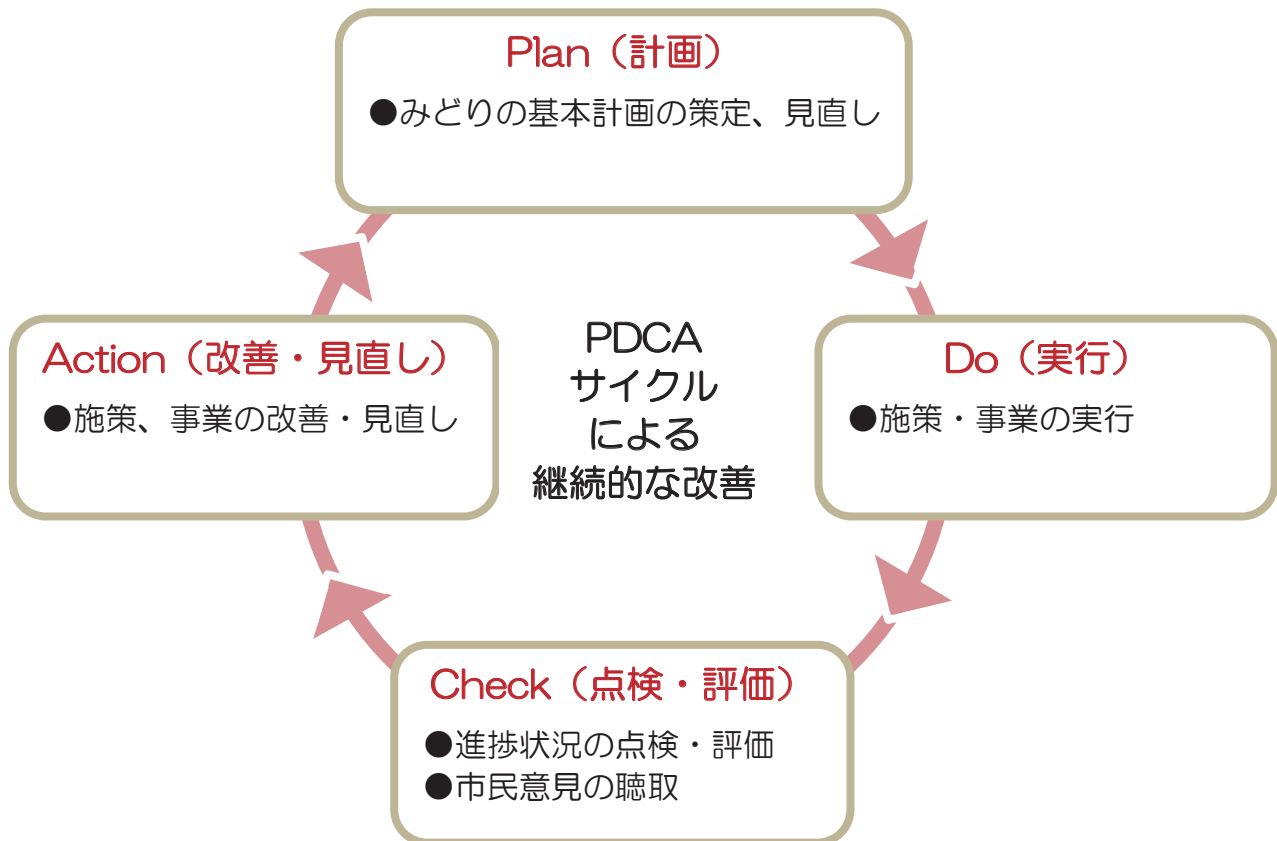 Plan（計画）
●みどりの基本計画の策定、見直し
Action（改善・見直し）
●施策、事業の改善・見直し
PDCA
サイクル
による
継続的な改善
Do（実行）
●施策・事業の実行
Check（点検・評価）
●進捗状況の点検・評価
●市民意見の聴取